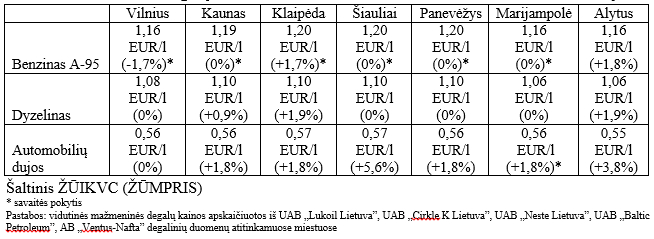 Vilnius Kaunas Klaipėda Šiauliai Panevėžys Marijampolė Alytus
1,16 1,19 1,20 1,20 1,20 1,16 1,16
EUR/l EUR/l EUR/l EUR/l EUR/l EUR/l EUR/l
Benzinas A-95 (-1,7%)* (0%)* (+1,7%)* (0%)* (0%)* (0%)* (+1,8%)
1,08 1,10 1,10 1,10 1,10 1,06 1,06
EUR/l EUR/l EUR/l EUR/l EUR/l EUR/l EUR/l
Dyzelinas (0%) (+0,9%) (+1,9%) (0%) (0%) (0%) (+1,9%)
0,56 0,56 0,57 0,57 0,56 0,56 0,55
Automobilių EUR/l EUR/l EUR/l EUR/l EUR/l EUR/l EUR/l
dujos (0%) (+1,8%) (+1,8%) (+5,6%) (+1,8%) (+1,8%)* (+3,8%)
Šaltinis ŽŪIKVC (ŽŪMPRIS)
* savaitės pokytis
Pastabos: vidutinės mažmeninės degalų kainos apskaičiuotos iš UAB „Lukoil Lietuva”, UAB „Cirkle K Lietuva”, UAB „Neste Lietuva”, UAB „Baltic
Petroleum”, AB „Ventus-Nafta” degalinių duomenų atitinkamuose miestuose